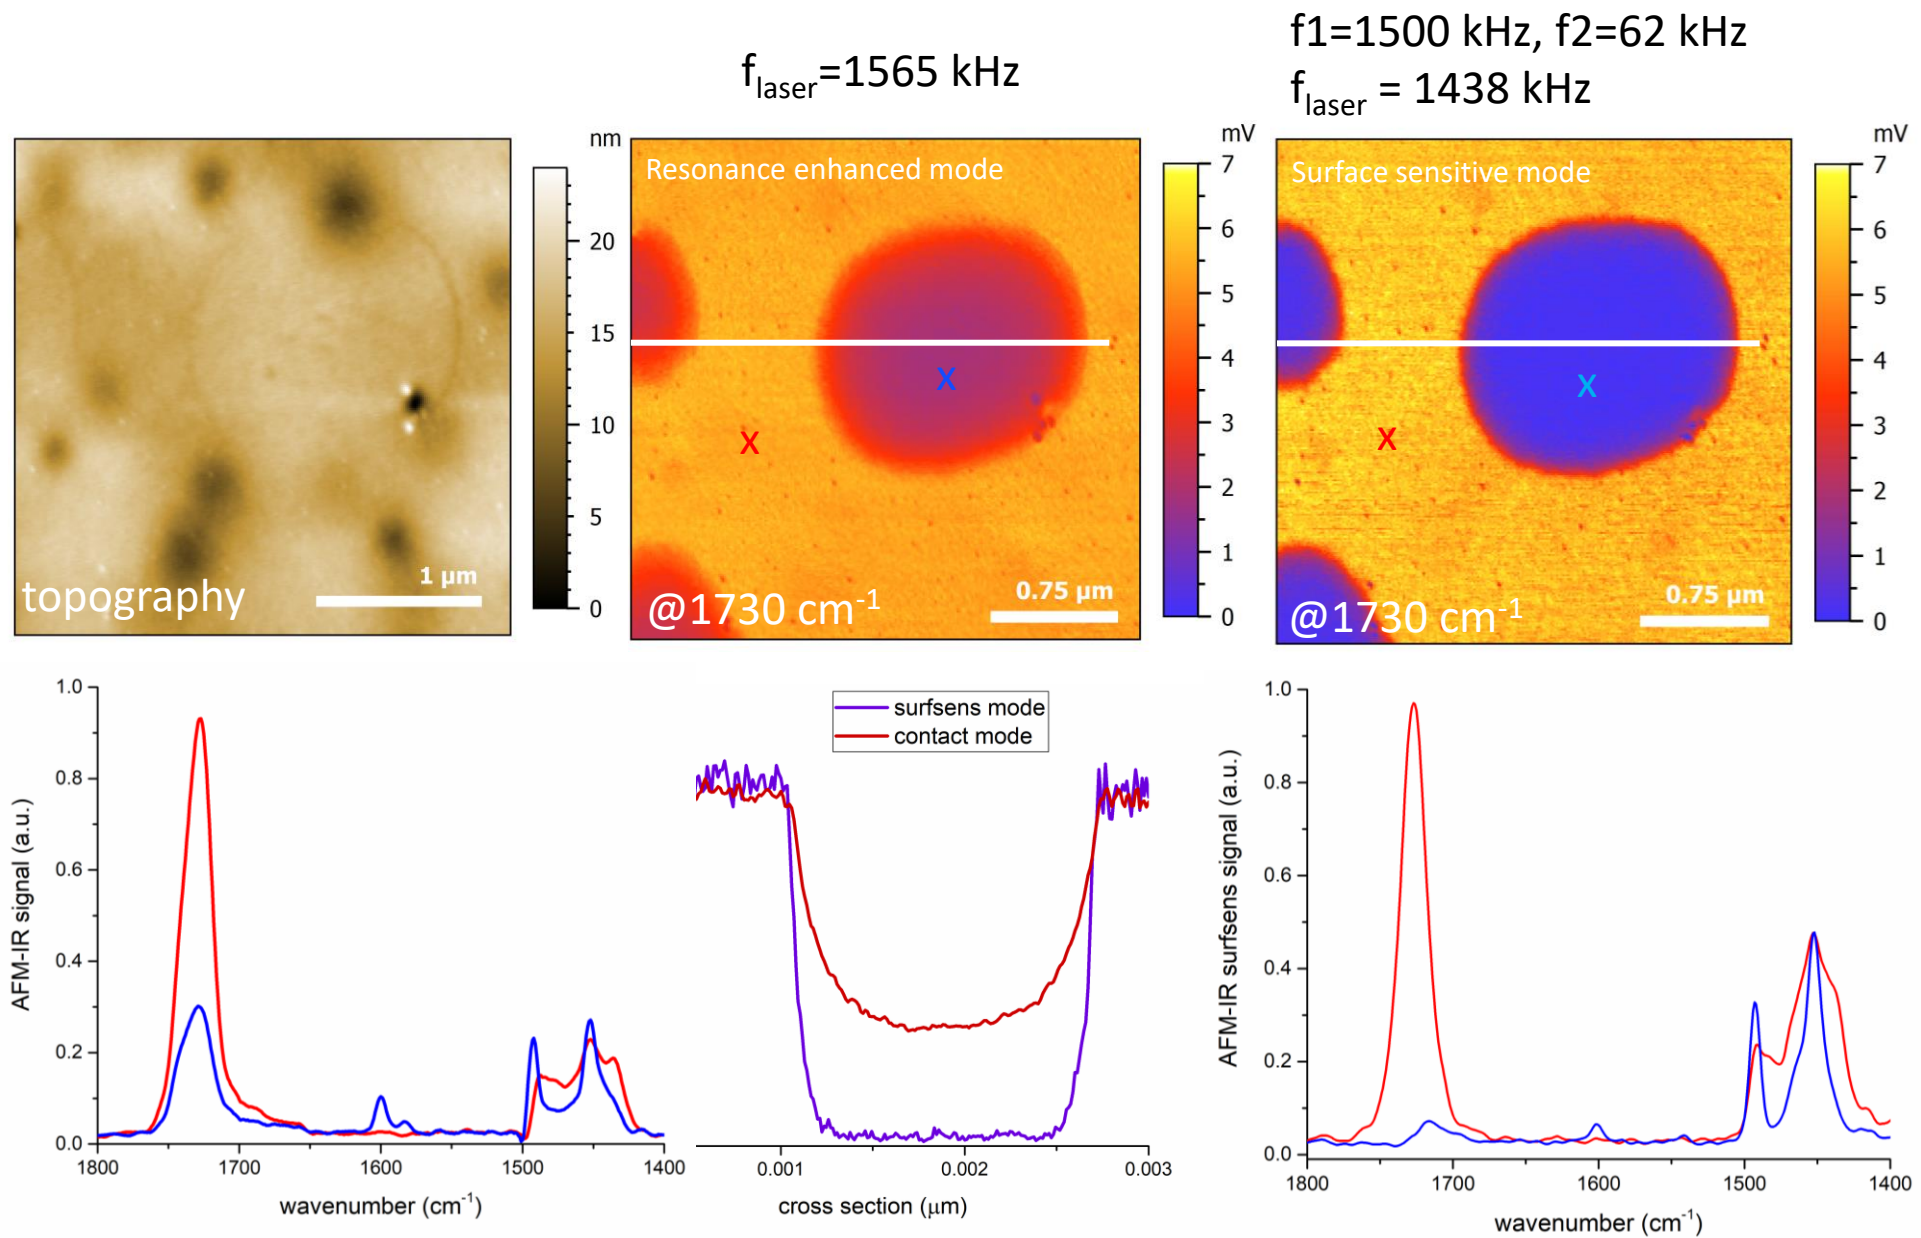 f1=1500 kHz, f2=62 kHz
f_laser=1565 kHz
f_laser = 1438 kHz
nm
20
15
10
5
0
topography
1 µm
mV
7
6
5
4
3
2
1
0
Resonance enhanced mode
X
X
@1730 cm⁻¹
0.75 µm
mV
7
6
5
4
3
2
1
0
Surface sensitive mode
X
X
@1730 cm⁻¹
0.75 µm
AFM-IR signal (a.u.)
1.0
0.8
0.6
0.4
0.2
0.0
1800 1700 1600 1500 1400
wavenumber (cm⁻¹)
surfsens mode
contact mode
0.001 0.002 0.003
cross section (µm)
AFM-IR surfsens signal (a.u.)
1.0
0.8
0.6
0.4
0.2
0.0
1800 1700 1600 1500 1400
wavenumber (cm⁻¹)